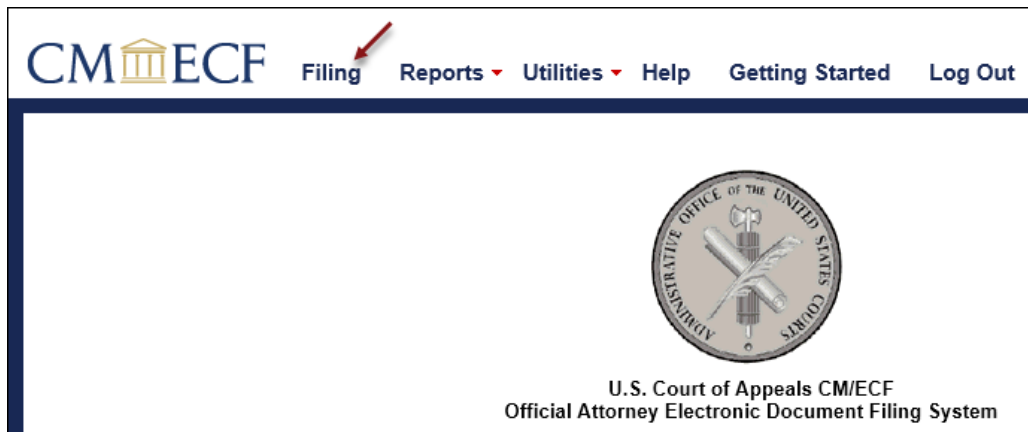 CM ECF Filing Reports Utilities Help Getting Started Log Out
ADMINISTRATIVE OFFICE OF THE UNITED STATES COURTS
U.S. Court of Appeals CM/ECF
Official Attorney Electronic Document Filing System